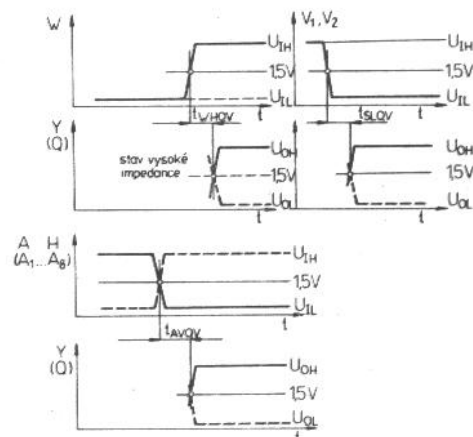 W
U_IH
1,5V
U_IL
t_WHQV
t
V_1, V_2
U_IH
1,5V
U_IL
t_SLQV
t
Y
(Q)
stav vysoké
impedance
U_OH
1,5V
U_OL
t
U_OH
1,5V
U_OL
t
A H
(A_1...A_8)
U_IH
1,5V
U_IL
t_AVQV
t
Y
(Q)
U_OH
1,5V
U_OL
t